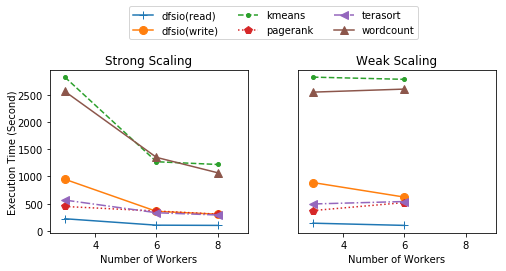 dfsio(read) kmeans terasort
dfsio(write) pagerank wordcount
Strong Scaling Weak Scaling
Execution Time (Second)
2500
2000
1500
1000
500
0
4 6 8 4 6 8
Number of Workers Number of Workers